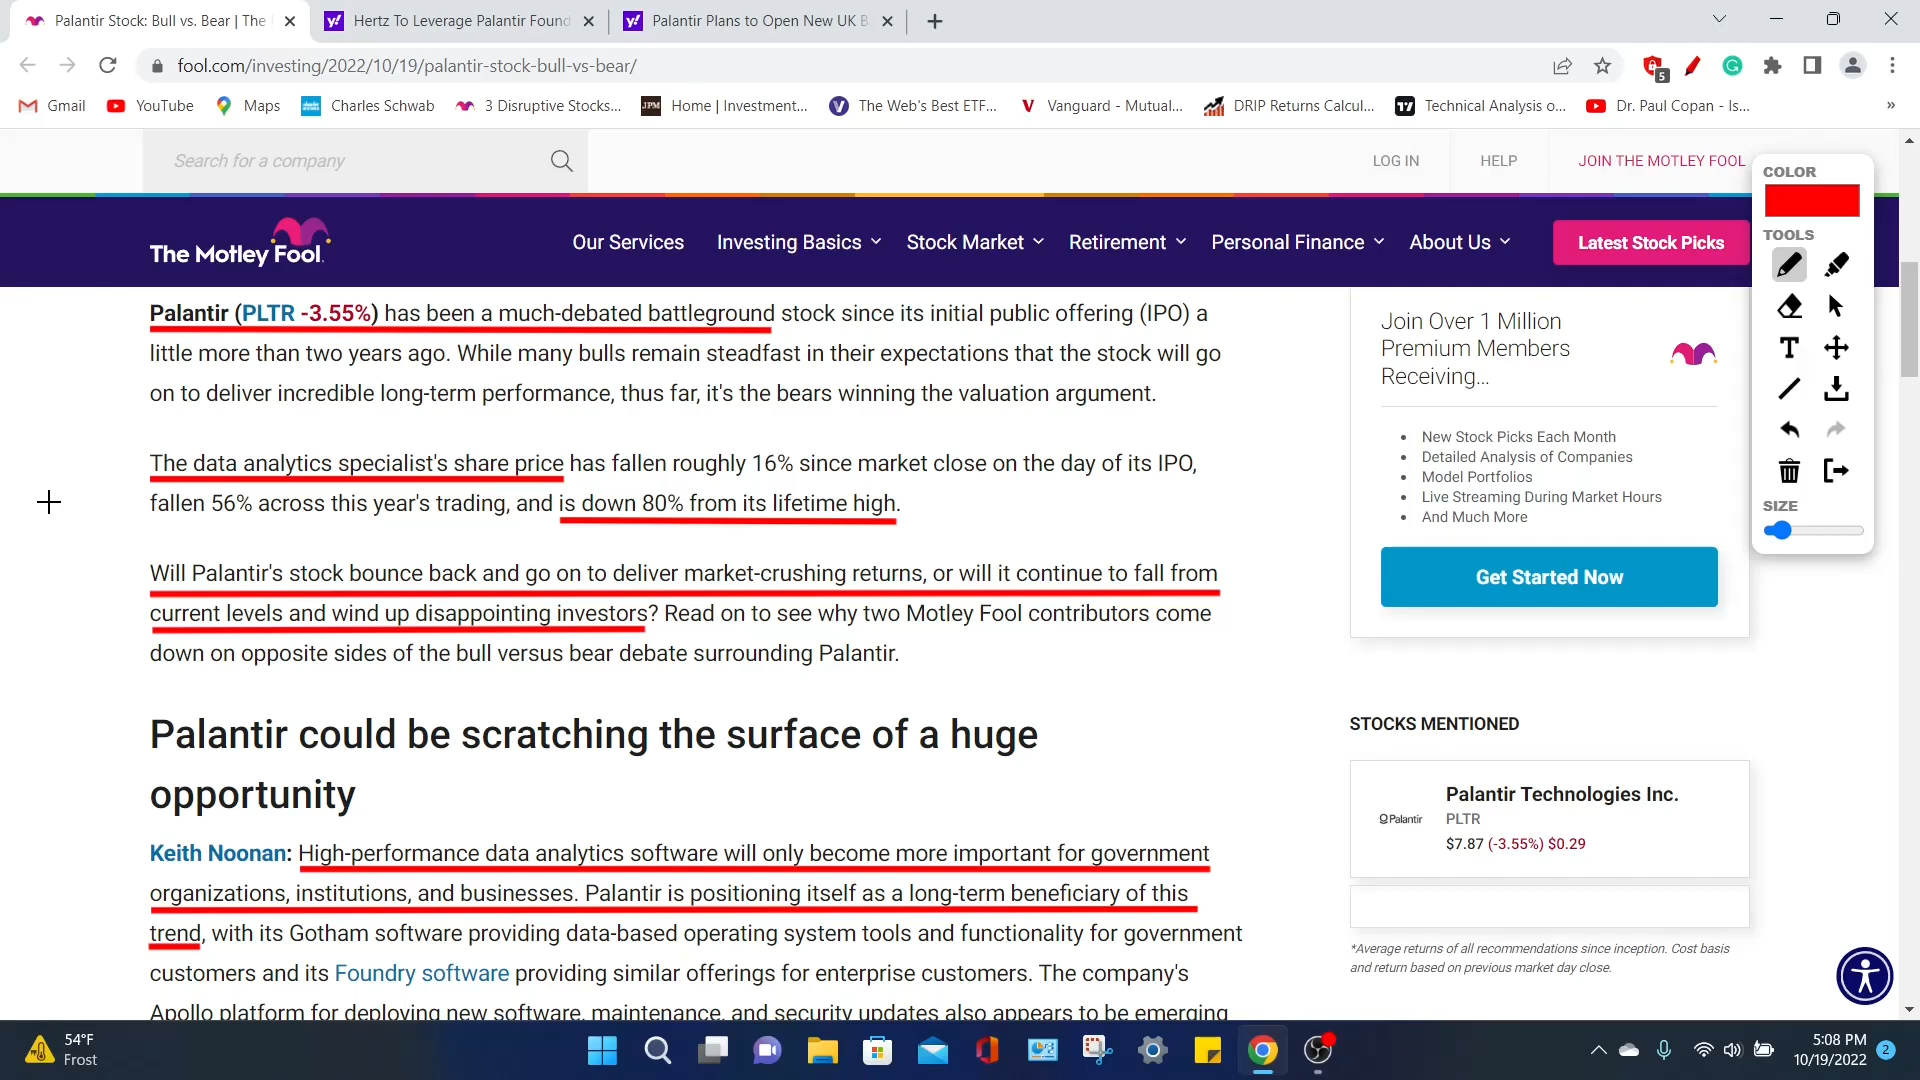 Palantir Stock: Bull vs. Bear | The
Hertz To Leverage Palantir Found
Palantir Plans to Open New UK B
fool.com/investing/2022/10/19/palantir-stock-bull-vs-bear/
5
Gmail
YouTube
Maps
Charles Schwab
3 Disruptive Stocks...
JPM
Home | Investment...
The Web's Best ETF...
Vanguard - Mutual...
DRIP Returns Calcul...
Technical Analysis o...
Dr. Paul Copan - Is...
»
Search for a company
LOG IN
HELP
JOIN THE MOTLEY FOOL
The Motley Fool.
Our Services
Investing Basics
Stock Market
Retirement
Personal Finance
About Us
Latest Stock Picks
COLOR
TOOLS
SIZE
Palantir (PLTR -3.55%) has been a much-debated battleground stock since its initial public offering (IPO) a
little more than two years ago. While many bulls remain steadfast in their expectations that the stock will go
on to deliver incredible long-term performance, thus far, it's the bears winning the valuation argument.
The data analytics specialist's share price has fallen roughly 16% since market close on the day of its IPO,
fallen 56% across this year's trading, and is down 80% from its lifetime high.
Will Palantir's stock bounce back and go on to deliver market-crushing returns, or will it continue to fall from
current levels and wind up disappointing investors? Read on to see why two Motley Fool contributors come
down on opposite sides of the bull versus bear debate surrounding Palantir.
Palantir could be scratching the surface of a huge
opportunity
Keith Noonan: High-performance data analytics software will only become more important for government
organizations, institutions, and businesses. Palantir is positioning itself as a long-term beneficiary of this
trend, with its Gotham software providing data-based operating system tools and functionality for government
customers and its Foundry software providing similar offerings for enterprise customers. The company's
Apollo platform for deploying new software, maintenance, and security updates also appears to be emerging
Join Over 1 Million
Premium Members
Receiving...
• New Stock Picks Each Month
• Detailed Analysis of Companies
• Model Portfolios
• Live Streaming During Market Hours
• And Much More
Get Started Now
STOCKS MENTIONED
Palantir
Palantir Technologies Inc.
PLTR
$7.87 (-3.55%) $0.29
*Average returns of all recommendations since inception. Cost basis
and return based on previous market day close.
54°F
Frost
5:08 PM
10/19/2022
2